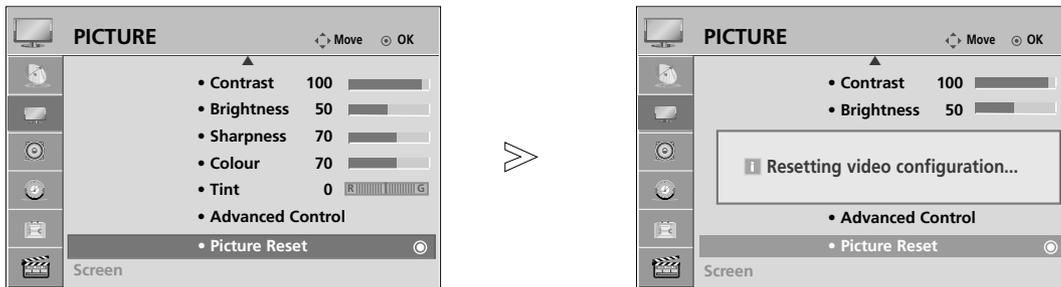 PICTURE Move OK
• Contrast 100
• Brightness 50
• Sharpness 70
• Colour 70
• Tint 0 R G
• Advanced Control
• Picture Reset
Screen
PICTURE Move OK
• Contrast 100
• Brightness 50
i Resetting video configuration...
• Advanced Control
• Picture Reset
Screen